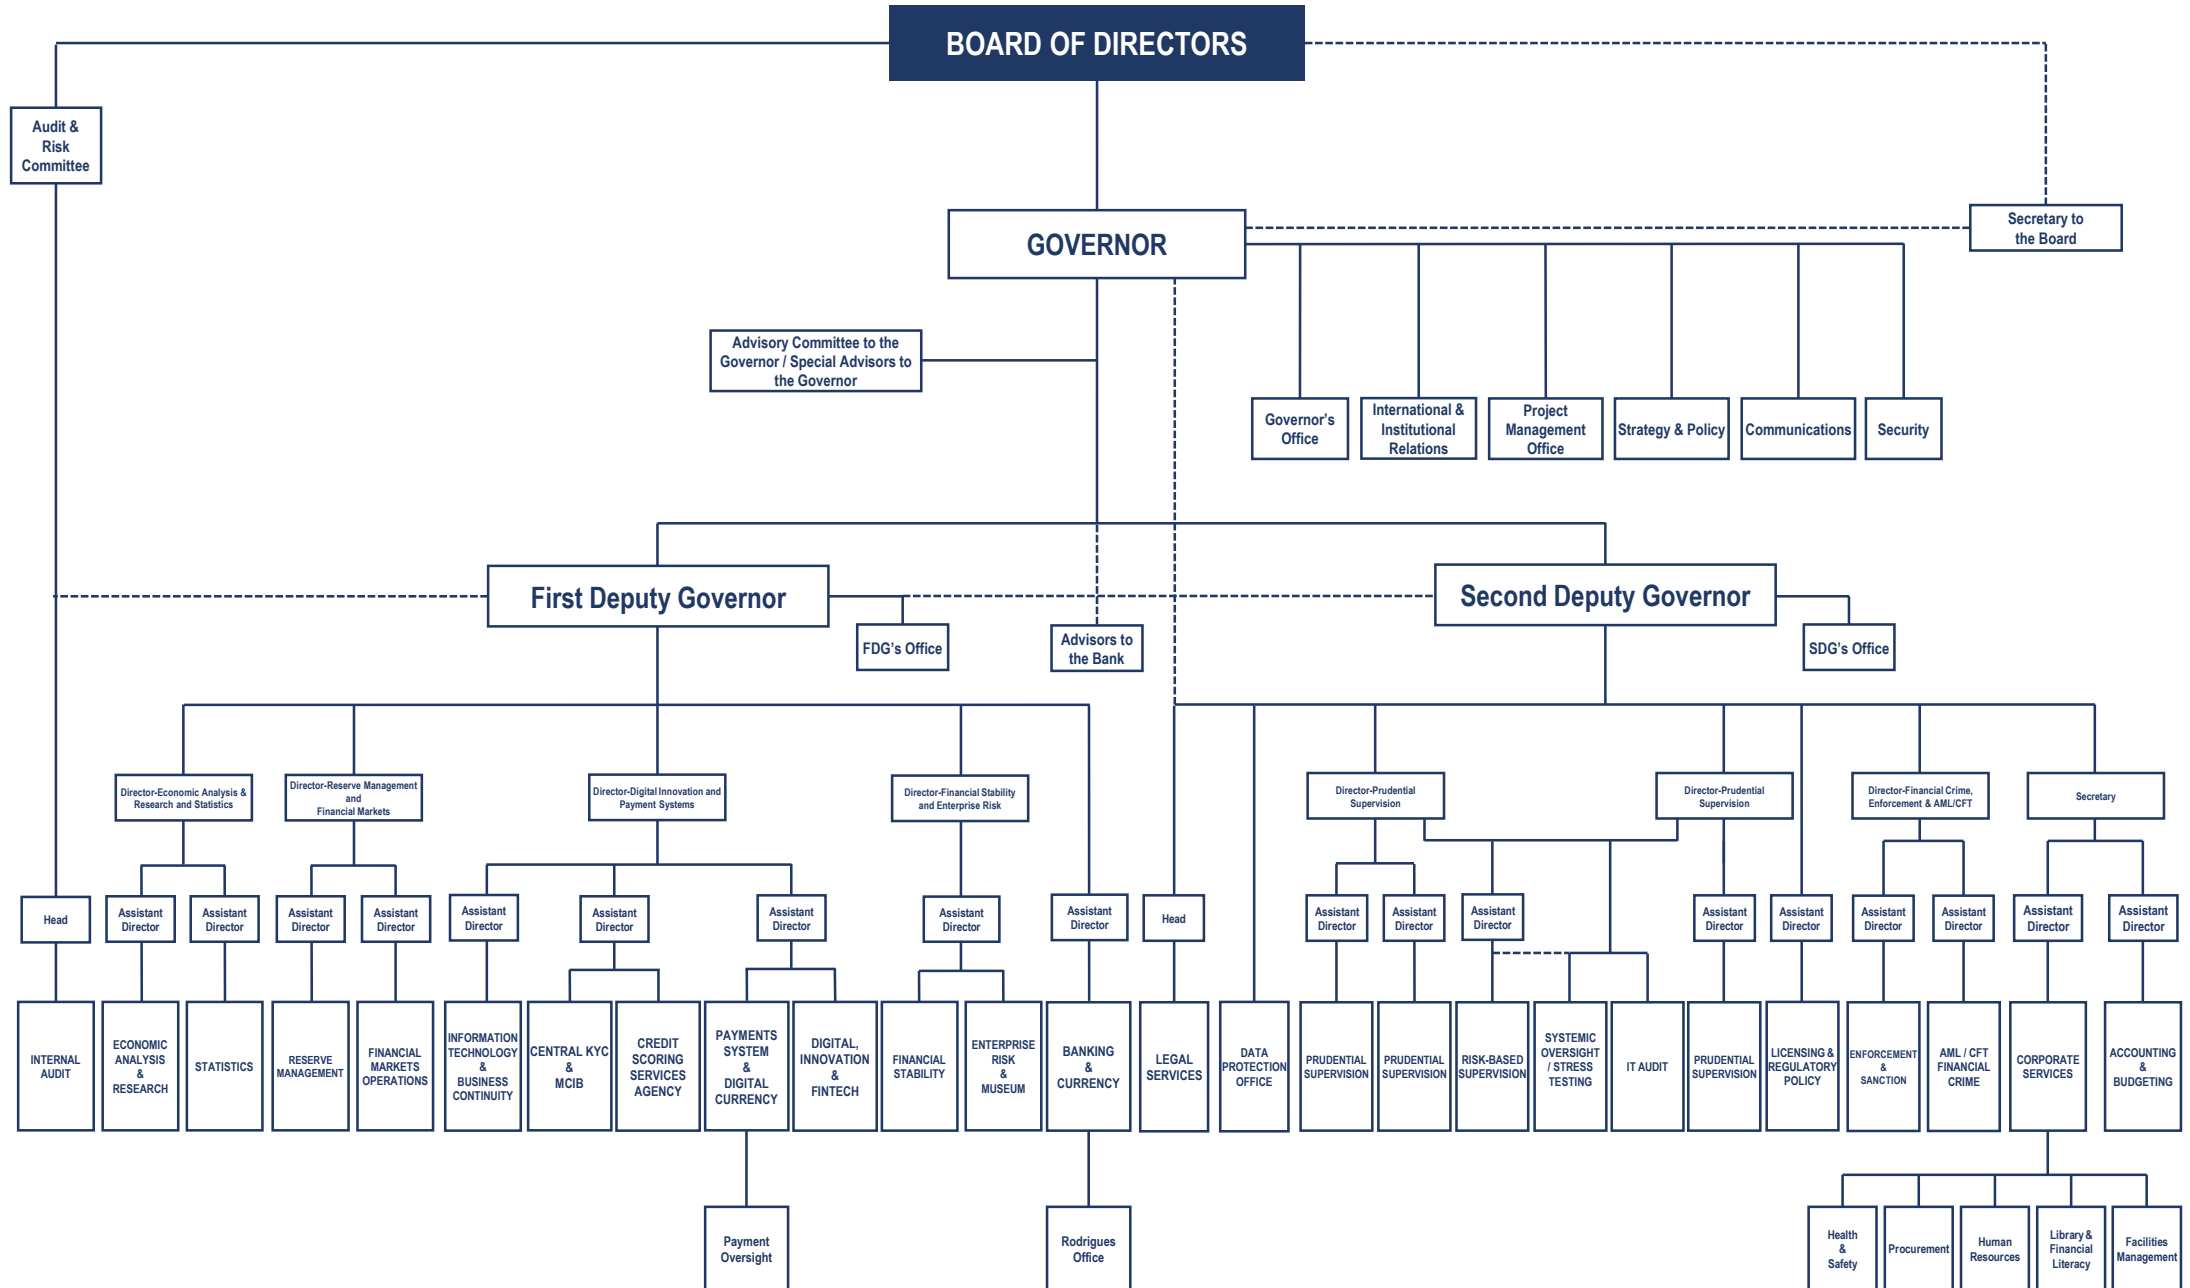 BOARD OF DIRECTORS
Audit &
Risk
Committee
Secretary to
the Board
GOVERNOR
Advisory Committee to the
Governor / Special Advisors to
the Governor
Governor's
Office
International &
Institutional
Relations
Project
Management
Office
Strategy & Policy
Communications
Security
First Deputy Governor
FDG's Office
Advisors to
the Bank
Second Deputy Governor
SDG's Office
Director-Economic Analysis &
Research and Statistics
Director-Reserve Management
and
Financial Markets
Director-Digital Innovation and
Payment Systems
Director-Financial Stability
and Enterprise Risk
Director-Prudential
Supervision
Director-Prudential
Supervision
Director-Financial Crime,
Enforcement & AML/CFT
Secretary
Head
Assistant
Director
Assistant
Director
Assistant
Director
Assistant
Director
Assistant
Director
Assistant
Director
Assistant
Director
Assistant
Director
Assistant
Director
Head
Assistant
Director
Assistant
Director
Assistant
Director
Assistant
Director
Assistant
Director
Assistant
Director
Assistant
Director
Assistant
Director
Assistant
Director
INTERNAL
AUDIT
ECONOMIC
ANALYSIS
&
RESEARCH
STATISTICS
RESERVE
MANAGEMENT
FINANCIAL
MARKETS
OPERATIONS
INFORMATION
TECHNOLOGY
&
BUSINESS
CONTINUITY
CENTRAL KYC
&
MCIB
CREDIT
SCORING
SERVICES
AGENCY
PAYMENTS
SYSTEM
&
DIGITAL
CURRENCY
DIGITAL,
INNOVATION
&
FINTECH
FINANCIAL
STABILITY
ENTERPRISE
RISK
&
MUSEUM
BANKING
&
CURRENCY
LEGAL
SERVICES
DATA
PROTECTION
OFFICE
PRUDENTIAL
SUPERVISION
PRUDENTIAL
SUPERVISION
RISK-BASED
SUPERVISION
SYSTEMIC
OVERSIGHT
/ STRESS
TESTING
IT AUDIT
PRUDENTIAL
SUPERVISION
LICENSING &
REGULATORY
POLICY
ENFORCEMENT
&
SANCTION
AML / CFT
FINANCIAL
CRIME
CORPORATE
SERVICES
ACCOUNTING
&
BUDGETING
Payment
Oversight
Rodrigues
Office
Health
&
Safety
Procurement
Human
Resources
Library &
Financial
Literacy
Facilities
Management